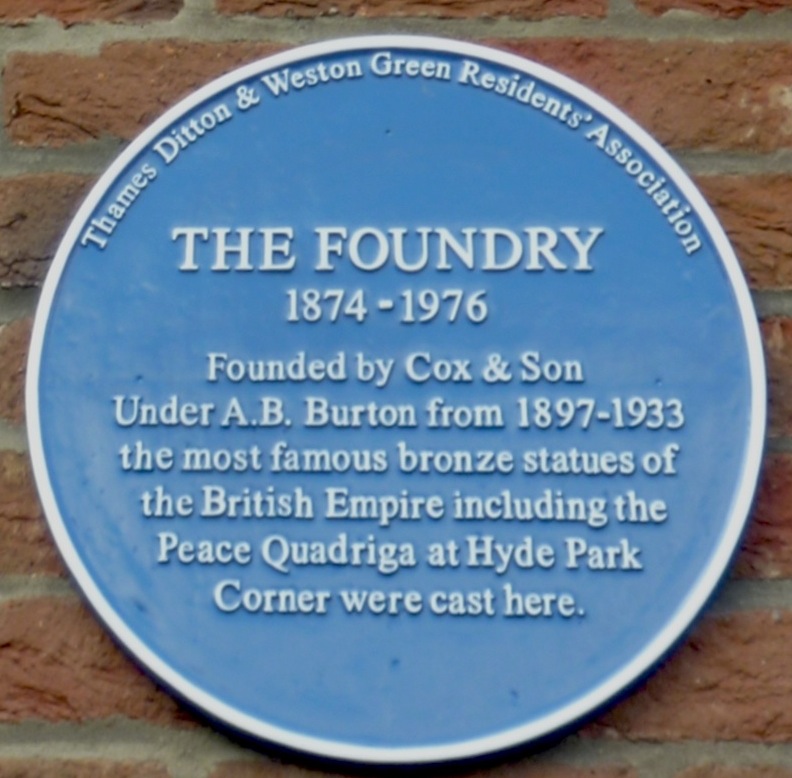 Thames Ditton & Weston Green Residents' Association
THE FOUNDRY
1874 - 1976
Founded by Cox & Son
Under A.B. Burton from 1897-1933
the most famous bronze statues of
the British Empire including the
Peace Quadriga at Hyde Park
Corner were cast here.